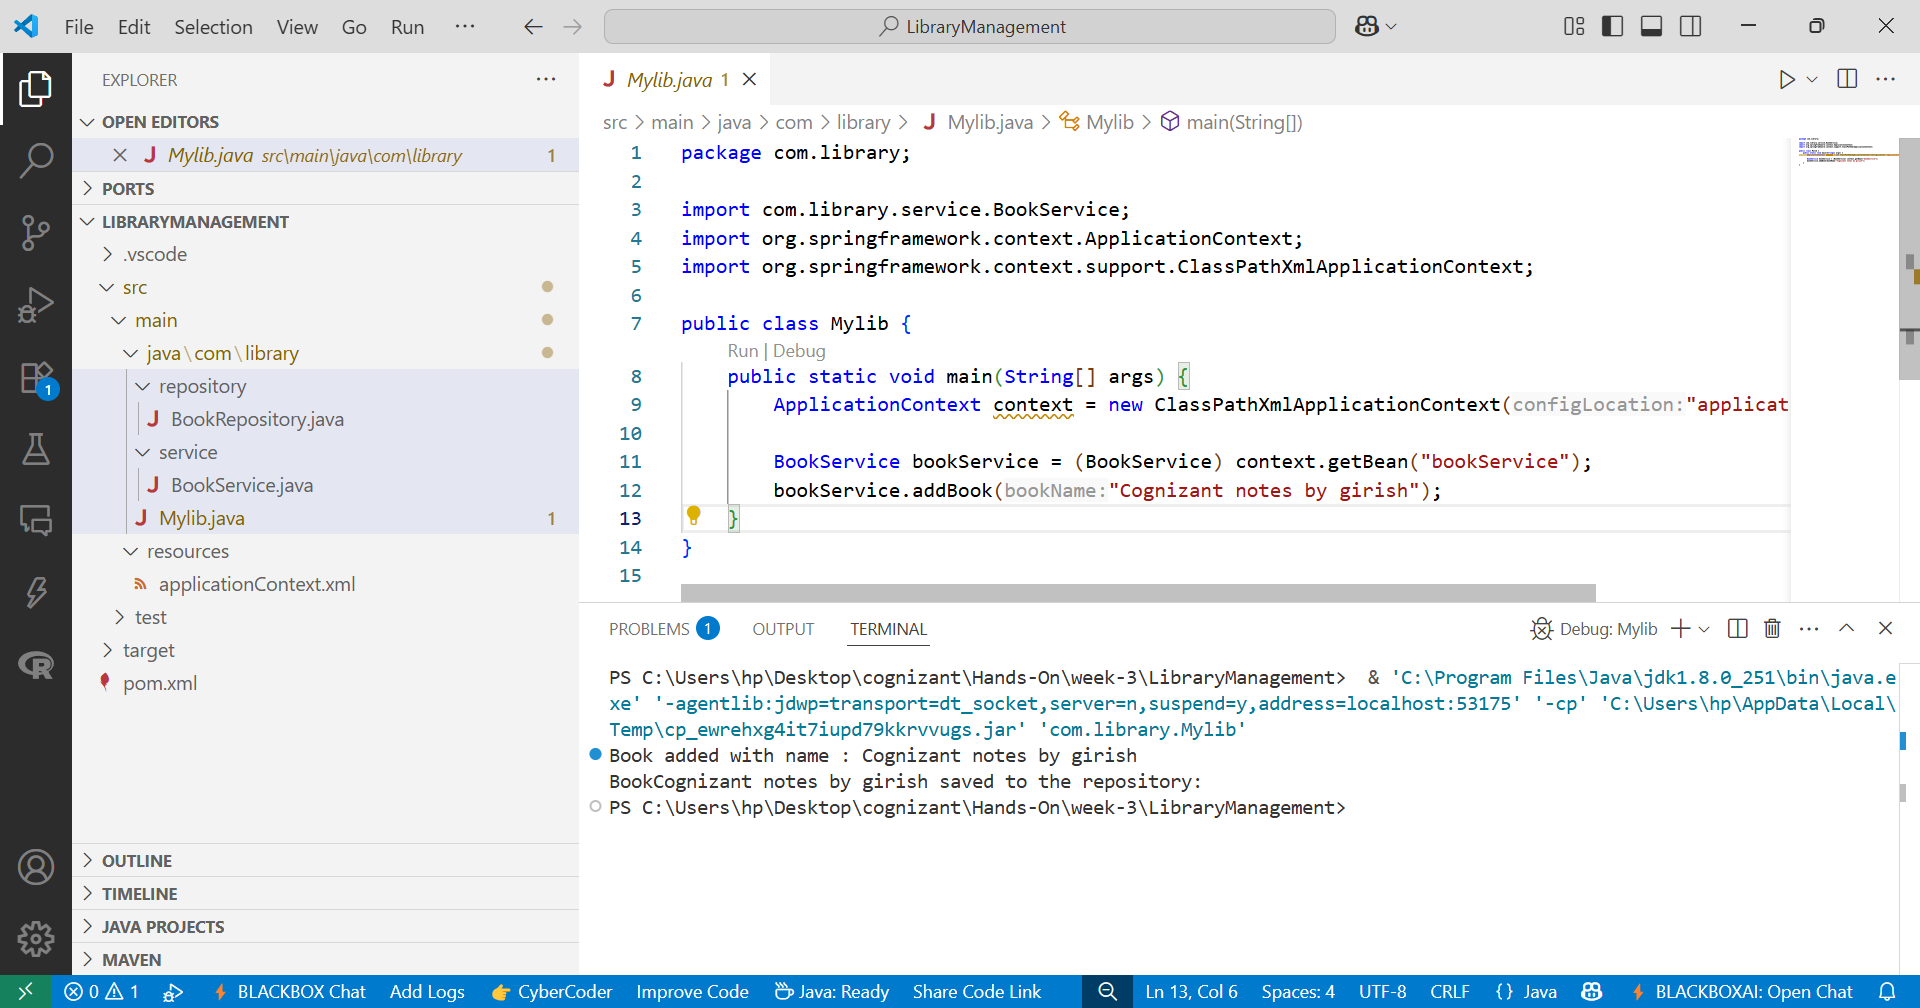 File Edit Selection View Go Run ··· LibraryManagement
EXPLORER
OPEN EDITORS
Mylib.java src\main\java\com\library 1
PORTS
LIBRARYMANAGEMENT
.vscode
src
main
java\com\library
repository
BookRepository.java
service
BookService.java
Mylib.java 1
resources
applicationContext.xml
test
target
pom.xml
OUTLINE
TIMELINE
JAVA PROJECTS
MAVEN
1
Mylib.java 1
src > main > java > com > library > Mylib.java > Mylib > main(String[])
1 package com.library;
2
3 import com.library.service.BookService;
4 import org.springframework.context.ApplicationContext;
5 import org.springframework.context.support.ClassPathXmlApplicationContext;
6
7 public class Mylib {
Run | Debug
8 public static void main(String[] args) {
9 ApplicationContext context = new ClassPathXmlApplicationContext(configLocation:"applicat
10
11 BookService bookService = (BookService) context.getBean("bookService");
12 bookService.addBook(bookName:"Cognizant notes by girish");
13 }
14 }
15
PROBLEMS 1 OUTPUT TERMINAL Debug: Mylib
PS C:\Users\hp\Desktop\cognizant\Hands-On\week-3\LibraryManagement> & 'C:\Program Files\Java\jdk1.8.0_251\bin\java.e
xe' '-agentlib:jdwp=transport=dt_socket,server=n,suspend=y,address=localhost:53175' '-cp' 'C:\Users\hp\AppData\Local\
Temp\cp_ewrehxg4it7iupd79kkrvvugs.jar' 'com.library.Mylib'
Book added with name : Cognizant notes by girish
BookCognizant notes by girish saved to the repository:
PS C:\Users\hp\Desktop\cognizant\Hands-On\week-3\LibraryManagement>
0 1 BLACKBOX Chat Add Logs CyberCoder Improve Code Java: Ready Share Code Link Ln 13, Col 6 Spaces: 4 UTF-8 CRLF {} Java BLACKBOXAI: Open Chat